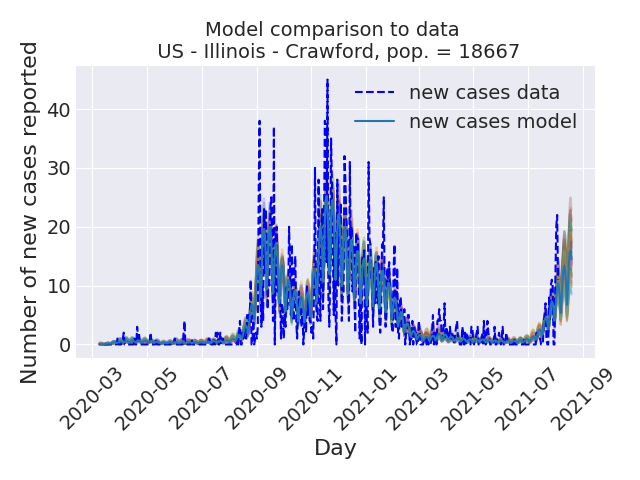 Model comparison to data
US - Illinois - Crawford, pop. = 18667
Number of new cases reported
40
30
20
10
0
new cases data
new cases model
2020-03
2020-05
2020-07
2020-09
2020-11
2021-01
2021-03
2021-05
2021-07
2021-09
Day